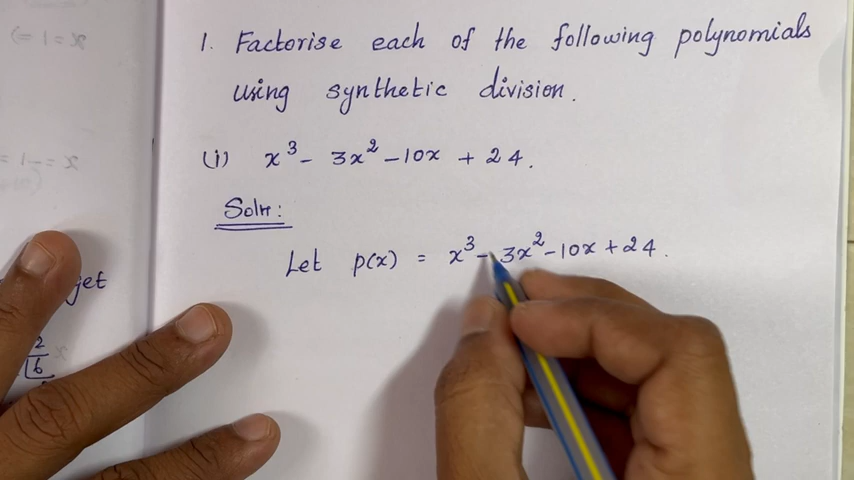 1. Factorise each of the following polynomials
using synthetic division.
(i) x³ - 3x² - 10x + 24.
Soln:
Let p(x) = x³ - 3x² - 10x + 24.